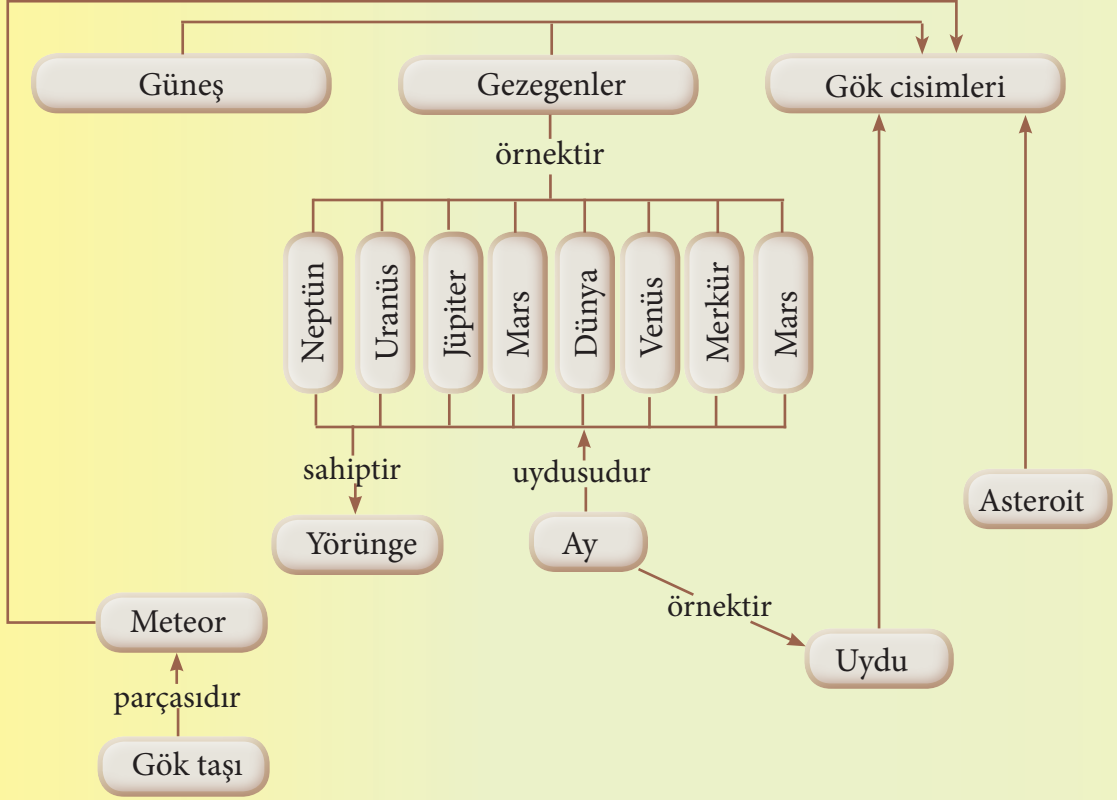 Güneş
Gezegenler
Gök cisimleri
örnektir
Neptün
Uranüs
Jüpiter
Mars
Dünya
Venüs
Merkür
Mars
sahiptir
uydusudur
Asteroit
Yörünge
Ay
örnektir
Meteor
Uydu
parçasıdır
Gök taşı